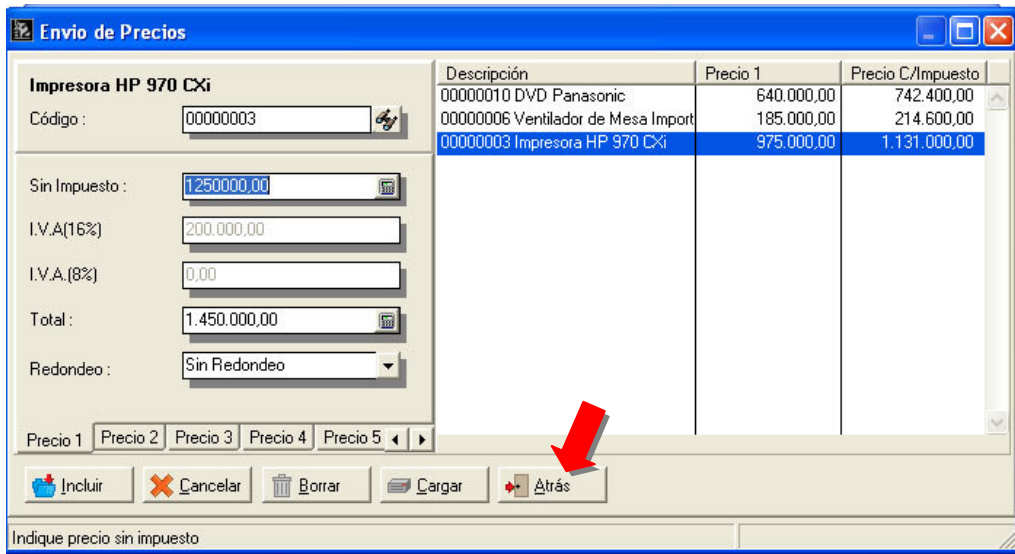 Envio de Precios
Impresora HP 970 CXi
Código : 00000003
Sin Impuesto : 1250000,00
I.V.A(16%) 200.000,00
I.V.A.(8%) 0,00
Total : 1.450.000,00
Redondeo : Sin Redondeo
Precio 1 Precio 2 Precio 3 Precio 4 Precio 5
Descripción Precio 1 Precio C/Impuesto
00000010 DVD Panasonic 640.000,00 742.400,00
00000006 Ventilador de Mesa Import 185.000,00 214.600,00
00000003 Impresora HP 970 CXi 975.000,00 1.131.000,00
Incluir Cancelar Borrar Cargar Atrás
Indique precio sin impuesto